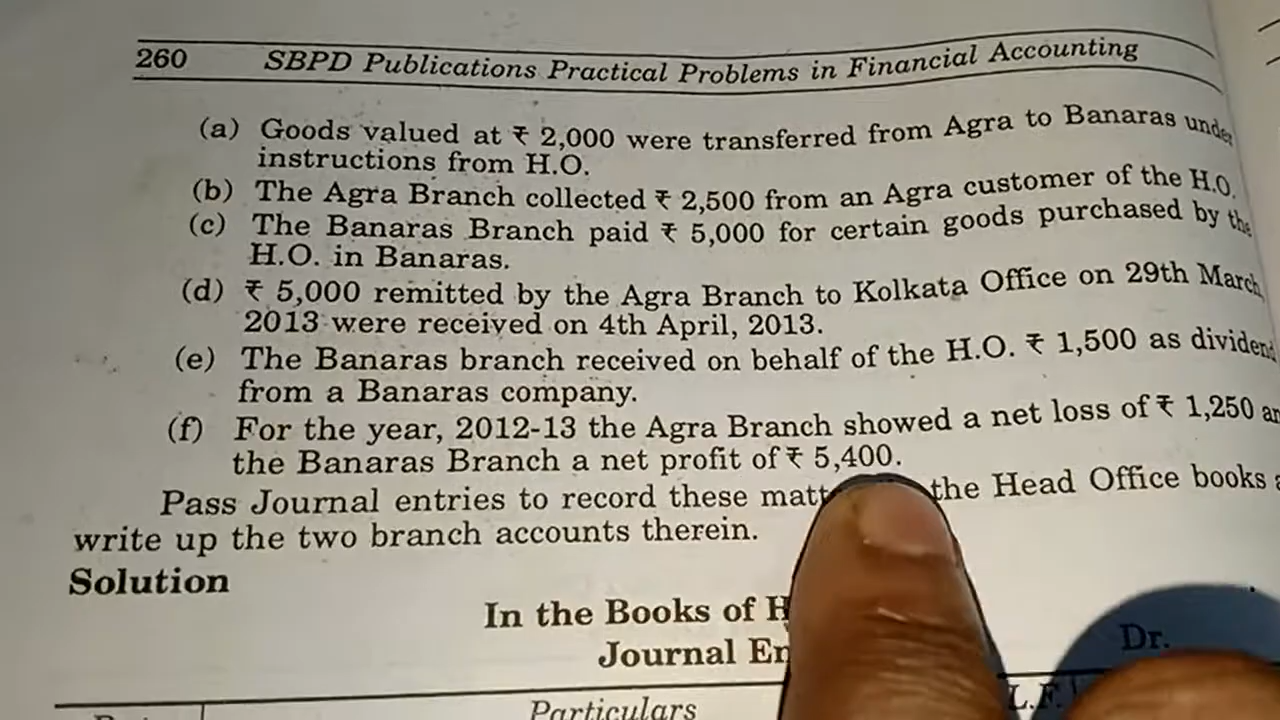 260 SBPD Publications Practical Problems in Financial Accounting
(a) Goods valued at ₹ 2,000 were transferred from Agra to Banaras under
instructions from H.O.
(b) The Agra Branch collected ₹ 2,500 from an Agra customer of the H.O.
(c) The Banaras Branch paid ₹ 5,000 for certain goods purchased by the
H.O. in Banaras.
(d) ₹ 5,000 remitted by the Agra Branch to Kolkata Office on 29th March,
2013 were received on 4th April, 2013.
(e) The Banaras branch received on behalf of the H.O. ₹ 1,500 as dividend
from a Banaras company.
(f) For the year, 2012-13 the Agra Branch showed a net loss of ₹ 1,250
the Banaras Branch a net profit of ₹ 5,400.
Pass Journal entries to record these the Head Office books
write up the two branch accounts therein.
Solution
In the Books of
Journal
Dr.
Particulars L.F.